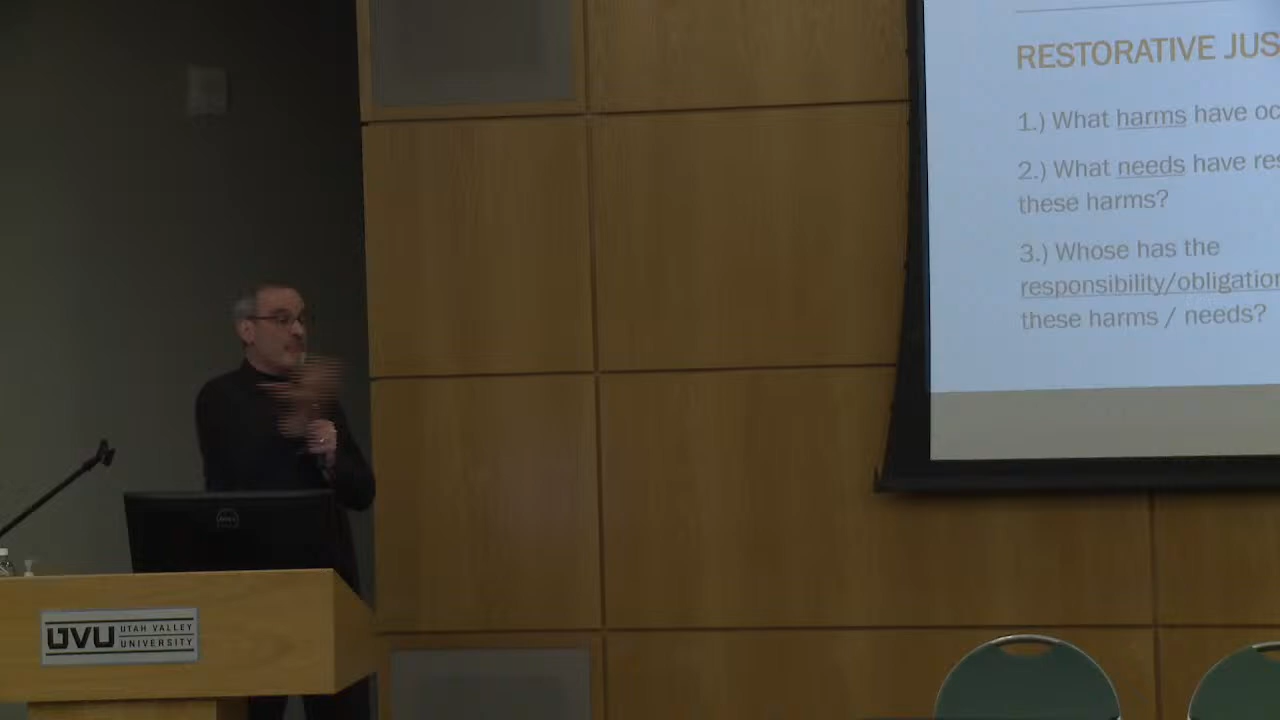 RESTORATIVE JUS
1.) What harms have oc
2.) What needs have res
these harms?
3.) Whose has the
responsibility/obligation
these harms / needs?
DELL
UVU UTAH VALLEY
UNIVERSITY